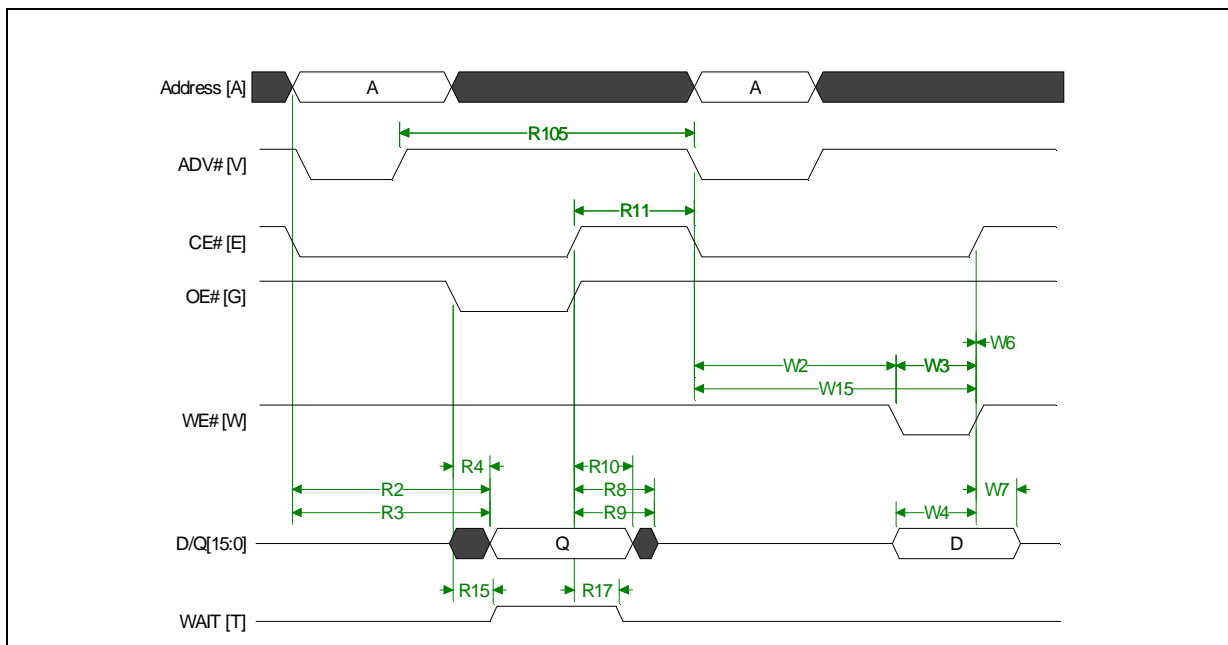 Address [A]
A
A
R105
ADV# [V]
R11
CE# [E]
OE# [G]
W6
W2
W3
W15
WE# [W]
R4
R10
R2
R8
W7
R3
R9
W4
D/Q[15:0]
Q
D
R15
R17
WAIT [T]